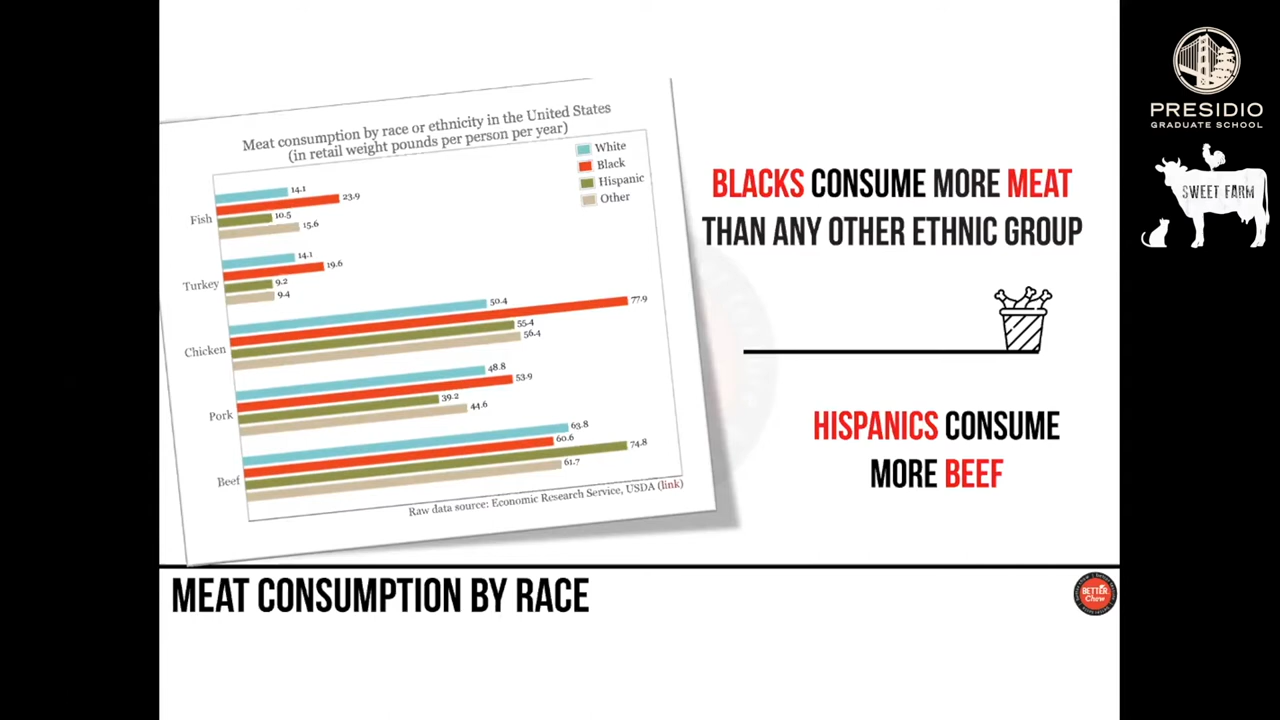 Meat consumption by race or ethnicity in the United States
(in retail weight pounds per person per year)
White
Black
Hispanic
Other
Fish
14.1
23.9
10.5
15.6
Turkey
14.1
19.6
9.2
9.4
Chicken
50.4
77.9
55.4
56.4
Pork
48.8
53.9
39.2
44.6
Beef
63.8
60.6
74.8
61.7
Raw data source: Economic Research Service, USDA (link)
BLACKS CONSUME MORE MEAT
THAN ANY OTHER ETHNIC GROUP
HISPANICS CONSUME
MORE BEEF
MEAT CONSUMPTION BY RACE
BETTER
Chew
PRESIDIO
GRADUATE SCHOOL
SWEET FARM